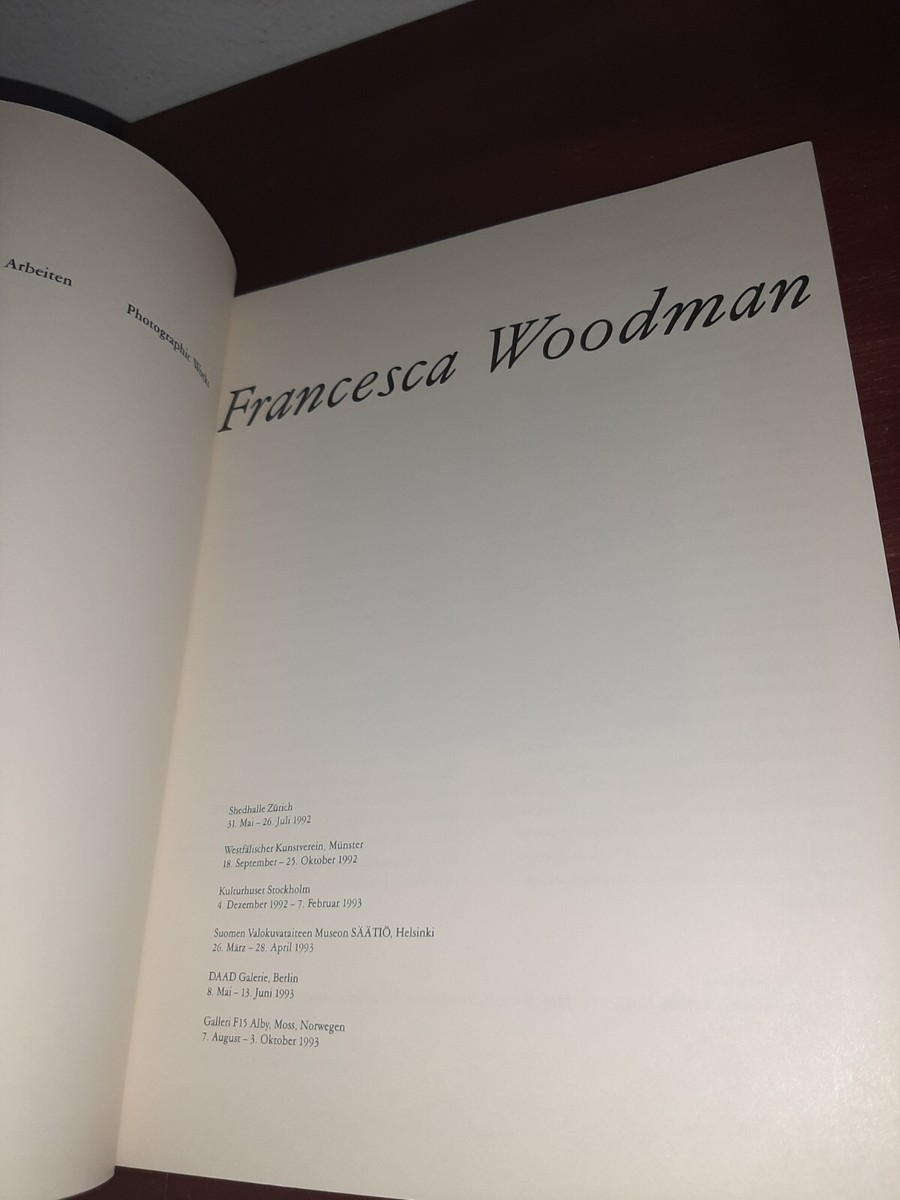 Arbeiten
Photographic Works
Francesca Woodman
Shedhalle Zürich
31. Mai – 26. Juli 1992
Westfälischer Kunstverein, Münster
18. September – 25. Oktober 1992
Kulturhuset Stockholm
4. Dezember 1992 – 7. Februar 1993
Suomen Valokuvataiteen Museon SÄÄTIÖ, Helsinki
26. März – 28. April 1993
DAAD Galerie, Berlin
8. Mai – 13. Juni 1993
Galleri F15 Alby, Moss, Norwegen
7. August – 3. Oktober 1993